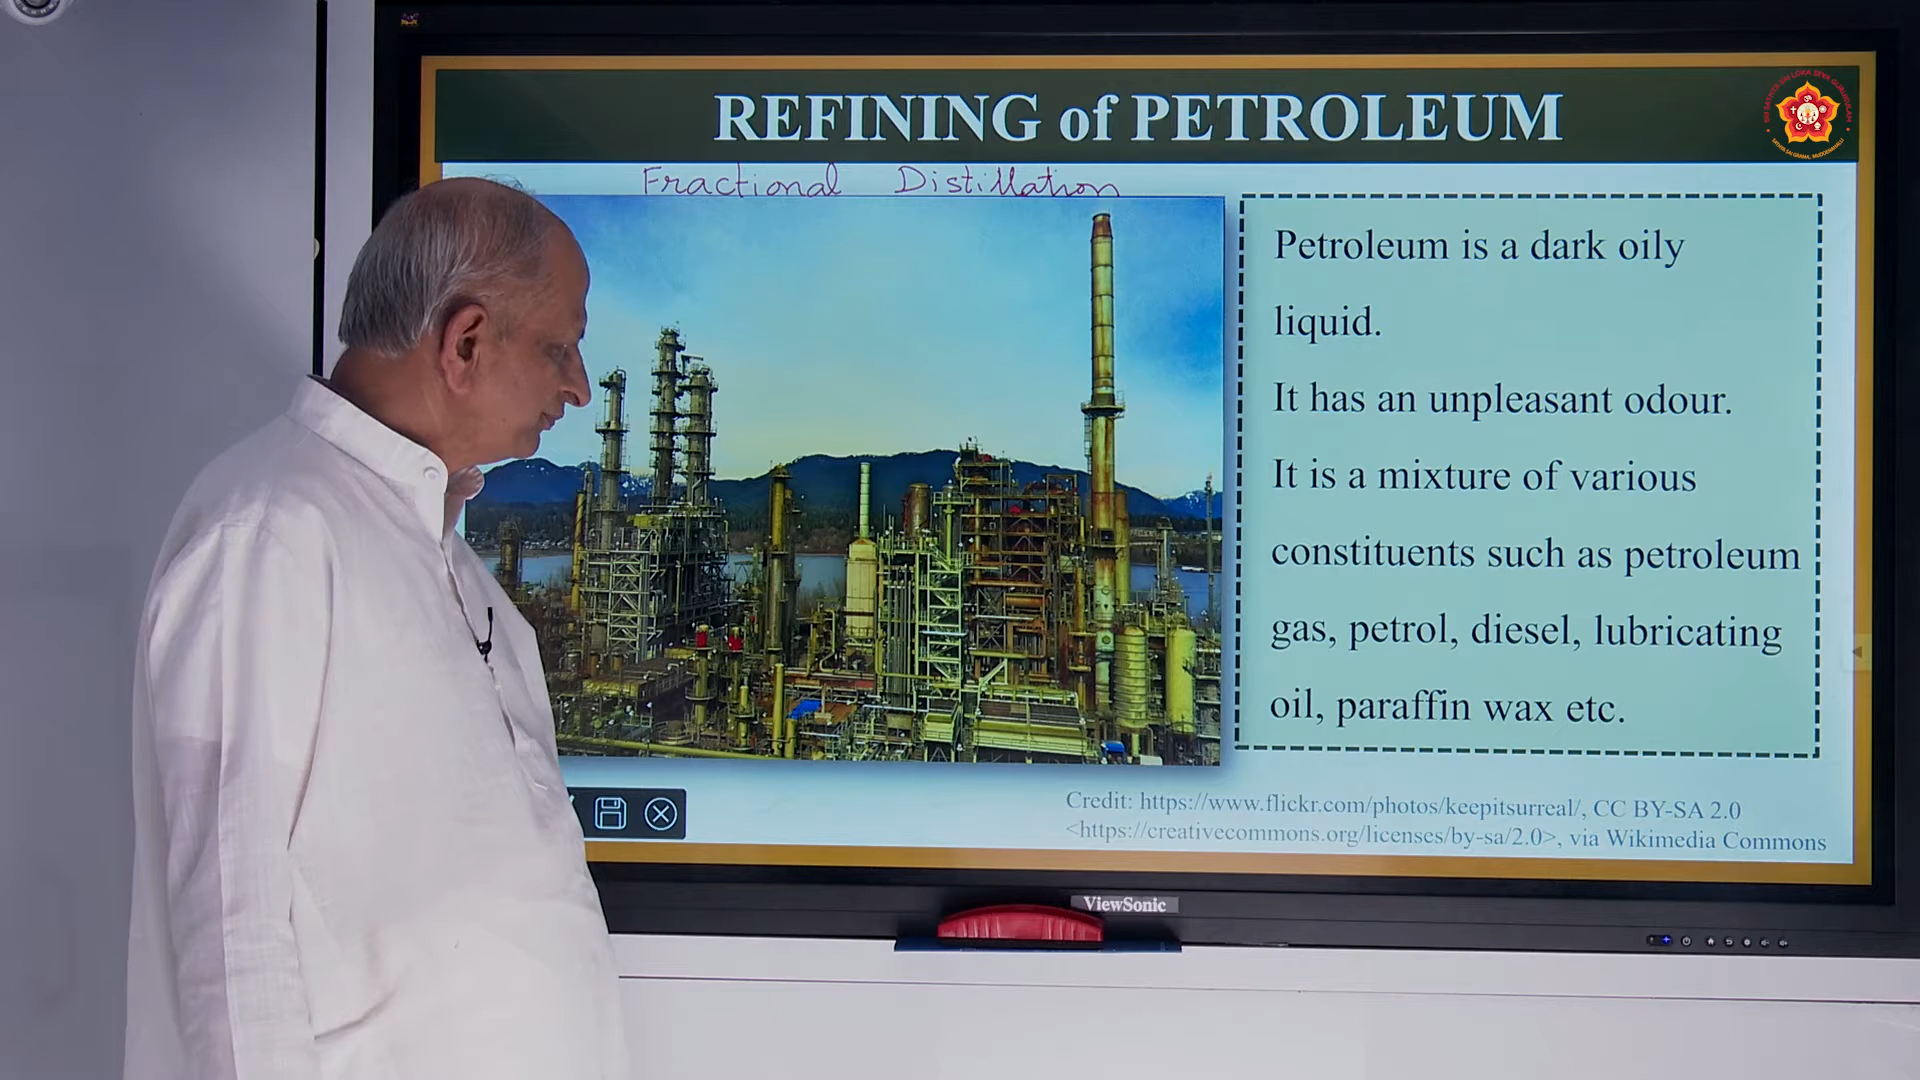 REFINING of PETROLEUM
Fractional Distillation
Petroleum is a dark oily
liquid.
It has an unpleasant odour.
It is a mixture of various
constituents such as petroleum
gas, petrol, diesel, lubricating
oil, paraffin wax etc.
Credit: https://www.flickr.com/photos/keepitsurreal/, CC BY-SA 2.0
<https://creativecommons.org/licenses/by-sa/2.0>, via Wikimedia Commons
ViewSonic